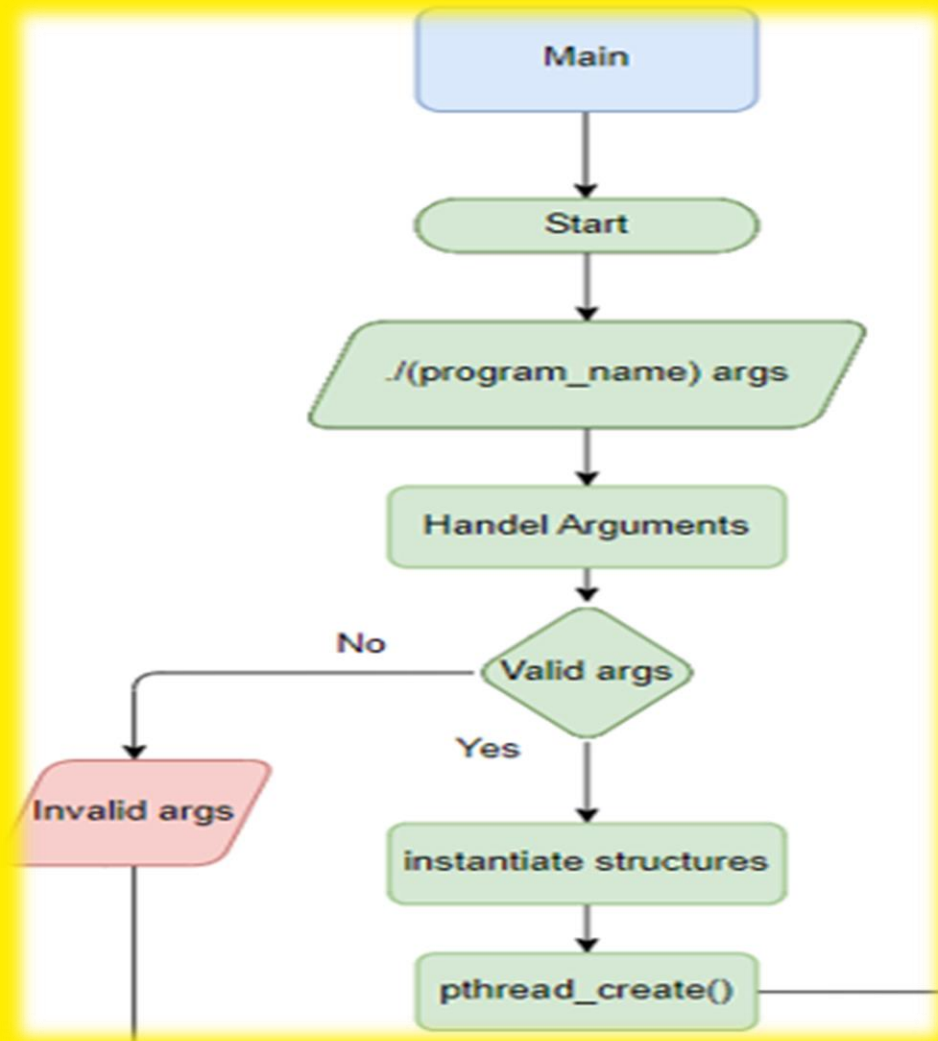 Main
Start
./(program_name) args
Handel Arguments
No
Valid args
Yes
Invalid args
instantiate structures
pthread_create()